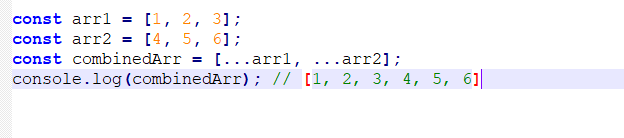 const arr1 = [1, 2, 3];
const arr2 = [4, 5, 6];
const combinedArr = [...arr1, ...arr2];
console.log(combinedArr); // [1, 2, 3, 4, 5, 6]